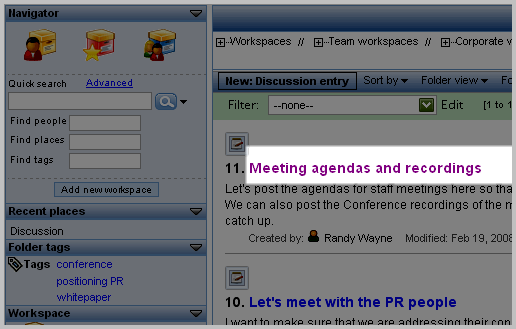 Navigator
Quick search Advanced
Find people
Find places
Find tags
Add new workspace
Recent places
Discussion
Folder tags
Tags conference
positioning PR
whitepaper
Workspace
Workspaces // Team workspaces // Corporate
New: Discussion entry Sort by Folder view
Filter: --none-- Edit [1 to 1
11. Meeting agendas and recordings
Let's post the agendas for staff meetings here so
We can also post the Conference recordings of the
catch up.
Created by: Randy Wayne Modified: Feb 19, 2008
10. Let's meet with the PR people
I want to make sure that we are addressing their